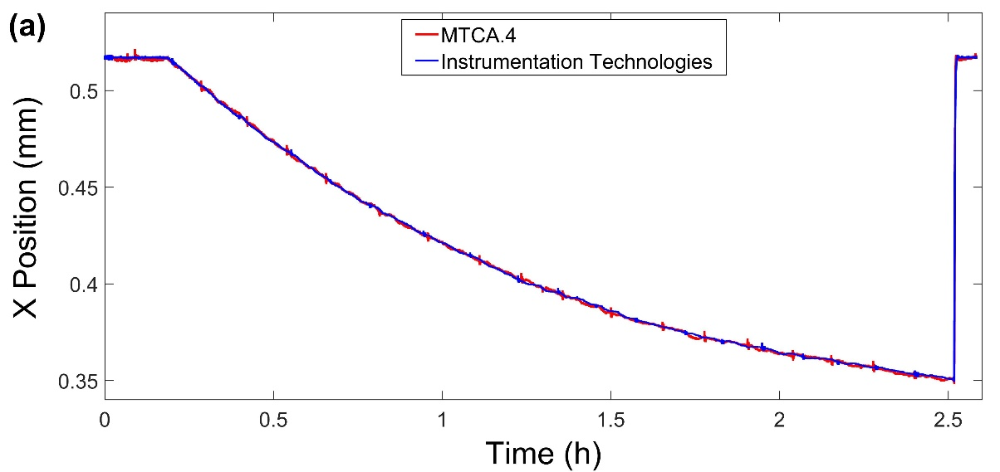 (a)
MTCA.4
Instrumentation Technologies
X Position (mm)
0.5
0.45
0.4
0.35
0 0.5 1 1.5 2 2.5
Time (h)